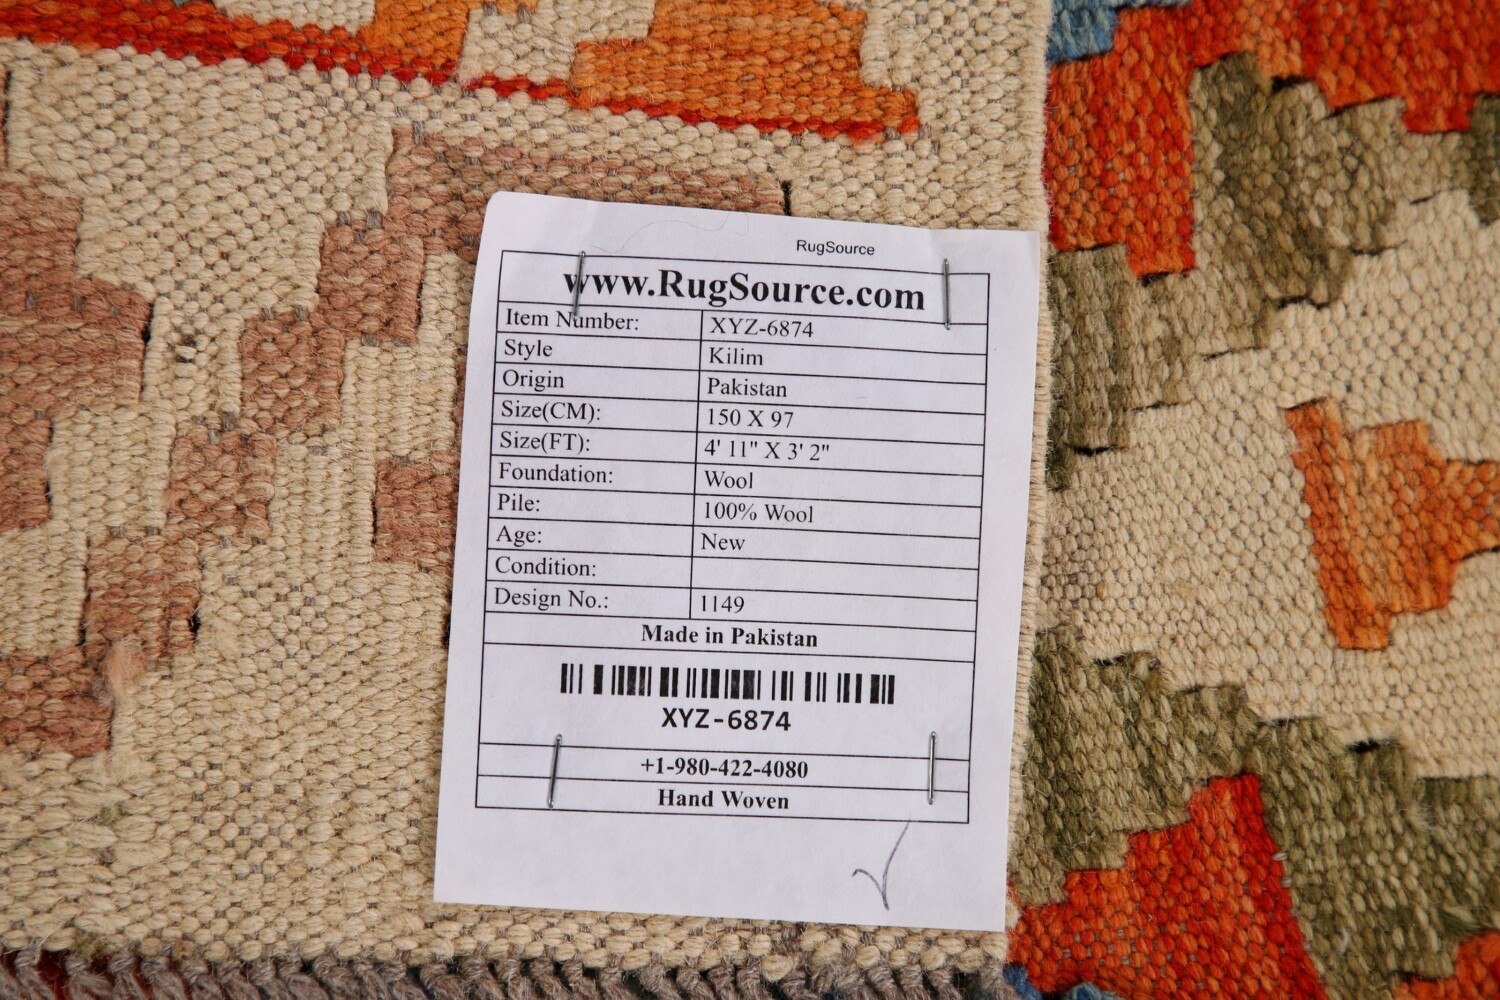 RugSource
www.RugSource.com
Item Number: XYZ-6874
Style Kilim
Origin Pakistan
Size(CM): 150 X 97
Size(FT): 4' 11" X 3' 2"
Foundation: Wool
Pile: 100% Wool
Age: New
Condition:
Design No.: 1149
Made in Pakistan
XYZ-6874
+1-980-422-4080
Hand Woven